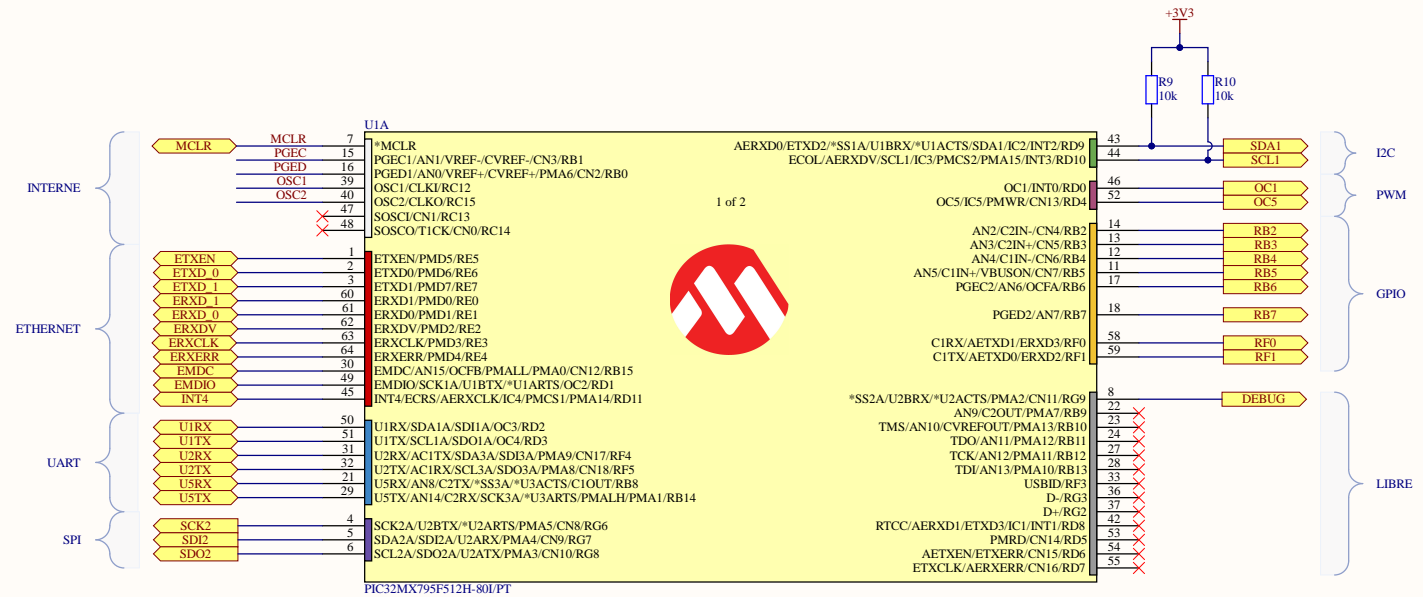 +3V3
R9
10k
R10
10k
U1A
1 of 2
INTERNE
MCLR MCLR 7 *MCLR
PGEC 15 PGEC1/AN1/VREF-/CVREF-/CN3/RB1
PGED 16 PGED1/AN0/VREF+/CVREF+/PMA6/CN2/RB0
OSC1 39 OSC1/CLKI/RC12
OSC2 40 OSC2/CLKO/RC15
47 SOSCI/CN1/RC13
48 SOSCO/T1CK/CN0/RC14
ETHERNET
ETXEN 1 ETXEN/PMD5/RE5
ETXD_0 2 ETXD0/PMD6/RE6
ETXD_1 3 ETXD1/PMD7/RE7
ERXD_1 60 ERXD1/PMD0/RE0
ERXD_0 61 ERXD0/PMD1/RE1
ERXDV 62 ERXDV/PMD2/RE2
ERXCLK 63 ERXCLK/PMD3/RE3
ERXERR 64 ERXERR/PMD4/RE4
EMDC 30 EMDC/AN15/OCFB/PMALL/PMA0/CN12/RB15
EMDIO 49 EMDIO/SCK1A/U1BTX/*U1ARTS/OC2/RD1
INT4 45 INT4/ECRS/AERXCLK/IC4/PMCS1/PMA14/RD11
UART
U1RX 50 U1RX/SDA1A/SDI1A/OC3/RD2
U1TX 51 U1TX/SCL1A/SDO1A/OC4/RD3
U2RX 31 U2RX/AC1TX/SDA3A/SDI3A/PMA9/CN17/RF4
U2TX 32 U2TX/AC1RX/SCL3A/SDO3A/PMA8/CN18/RF5
U5RX 21 U5RX/AN8/C2TX/*SS3A/*U3ACTS/C1OUT/RB8
U5TX 29 U5TX/AN14/C2RX/SCK3A/*U3ARTS/PMALH/PMA1/RB14
SPI
SCK2 4 SCK2A/U2BTX/*U2ARTS/PMA5/CN8/RG6
SDI2 5 SDA2A/SDI2A/U2ARX/PMA4/CN9/RG7
SDO2 6 SCL2A/SDO2A/U2ATX/PMA3/CN10/RG8
AERXD0/ETXD2/*SS1A/U1BRX/*U1ACTS/SDA1/IC2/INT2/RD9 43 SDA1
ECOL/AERXDV/SCL1/IC3/PMCS2/PMA15/INT3/RD10 44 SCL1
I2C
OC1/INT0/RD0 46 OC1
OC5/IC5/PMWR/CN13/RD4 52 OC5
PWM
AN2/C2IN-/CN4/RB2 14 RB2
AN3/C2IN+/CN5/RB3 13 RB3
AN4/C1IN-/CN6/RB4 12 RB4
AN5/C1IN+/VBUSON/CN7/RB5 11 RB5
PGEC2/AN6/OCFA/RB6 17 RB6
PGED2/AN7/RB7 18 RB7
C1RX/AETXD1/ERXD3/RF0 58 RF0
C1TX/AETXD0/ERXD2/RF1 59 RF1
GPIO
*SS2A/U2BRX/*U2ACTS/PMA2/CN11/RG9 8 DEBUG
AN9/C2OUT/PMA7/RB9 22
TMS/AN10/CVREFOUT/PMA13/RB10 23
TDO/AN11/PMA12/RB11 24
TCK/AN12/PMA11/RB12 27
TDI/AN13/PMA10/RB13 28
USBID/RF3 33
D-/RG3 36
D+/RG2 37
RTCC/AERXD1/ETXD3/IC1/INT1/RD8 42
PMRD/CN14/RD5 53
AETXEN/ETXERR/CN15/RD6 54
ETXCLK/AERXERR/CN16/RD7 55
LIBRE
PIC32MX795F512H-80I/PT